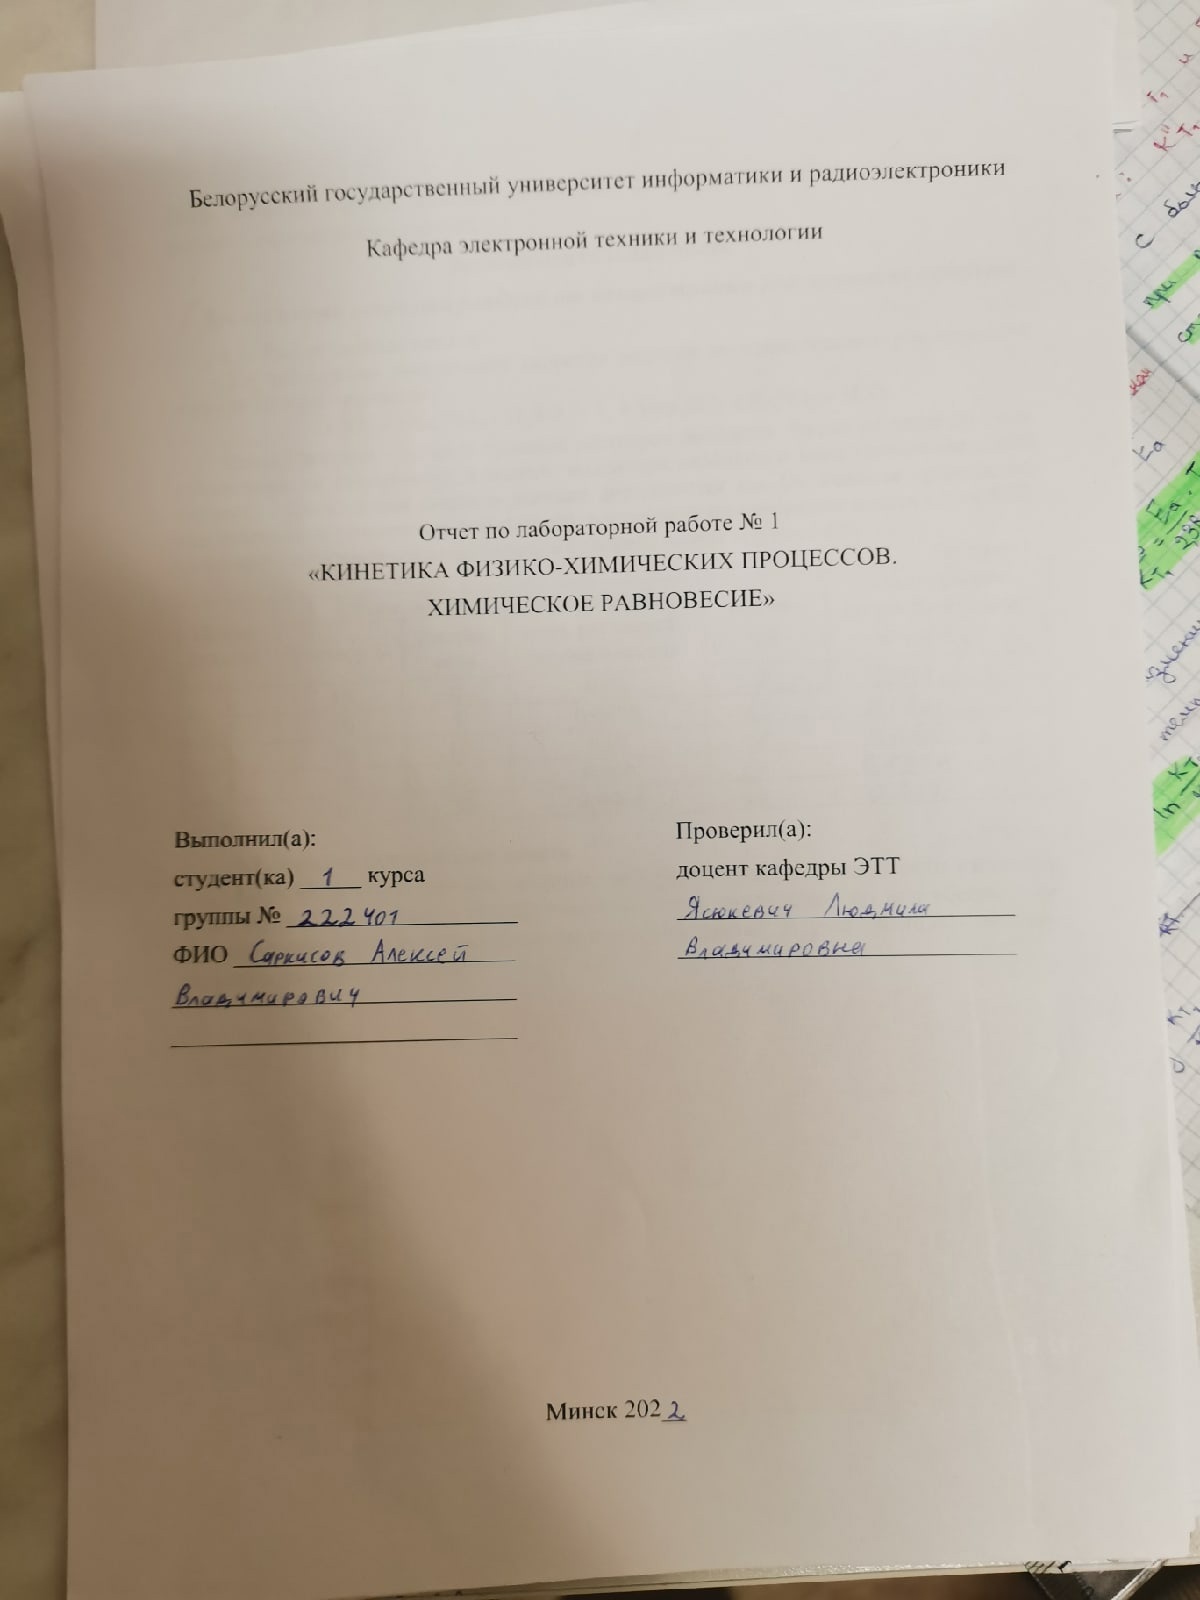 Белорусский государственный университет информатики и радиоэлектроники
Кафедра электронной техники и технологии
Отчет по лабораторной работе № 1
«КИНЕТИКА ФИЗИКО-ХИМИЧЕСКИХ ПРОЦЕССОВ.
ХИМИЧЕСКОЕ РАВНОВЕСИЕ»
Выполнил(а):
студент(ка) 1 курса
группы № 222401
ФИО Саркисов Алексей
Владимирович
Проверил(а):
доцент кафедры ЭТТ
Ясюкевич Людмила
Владимировна
Минск 2022